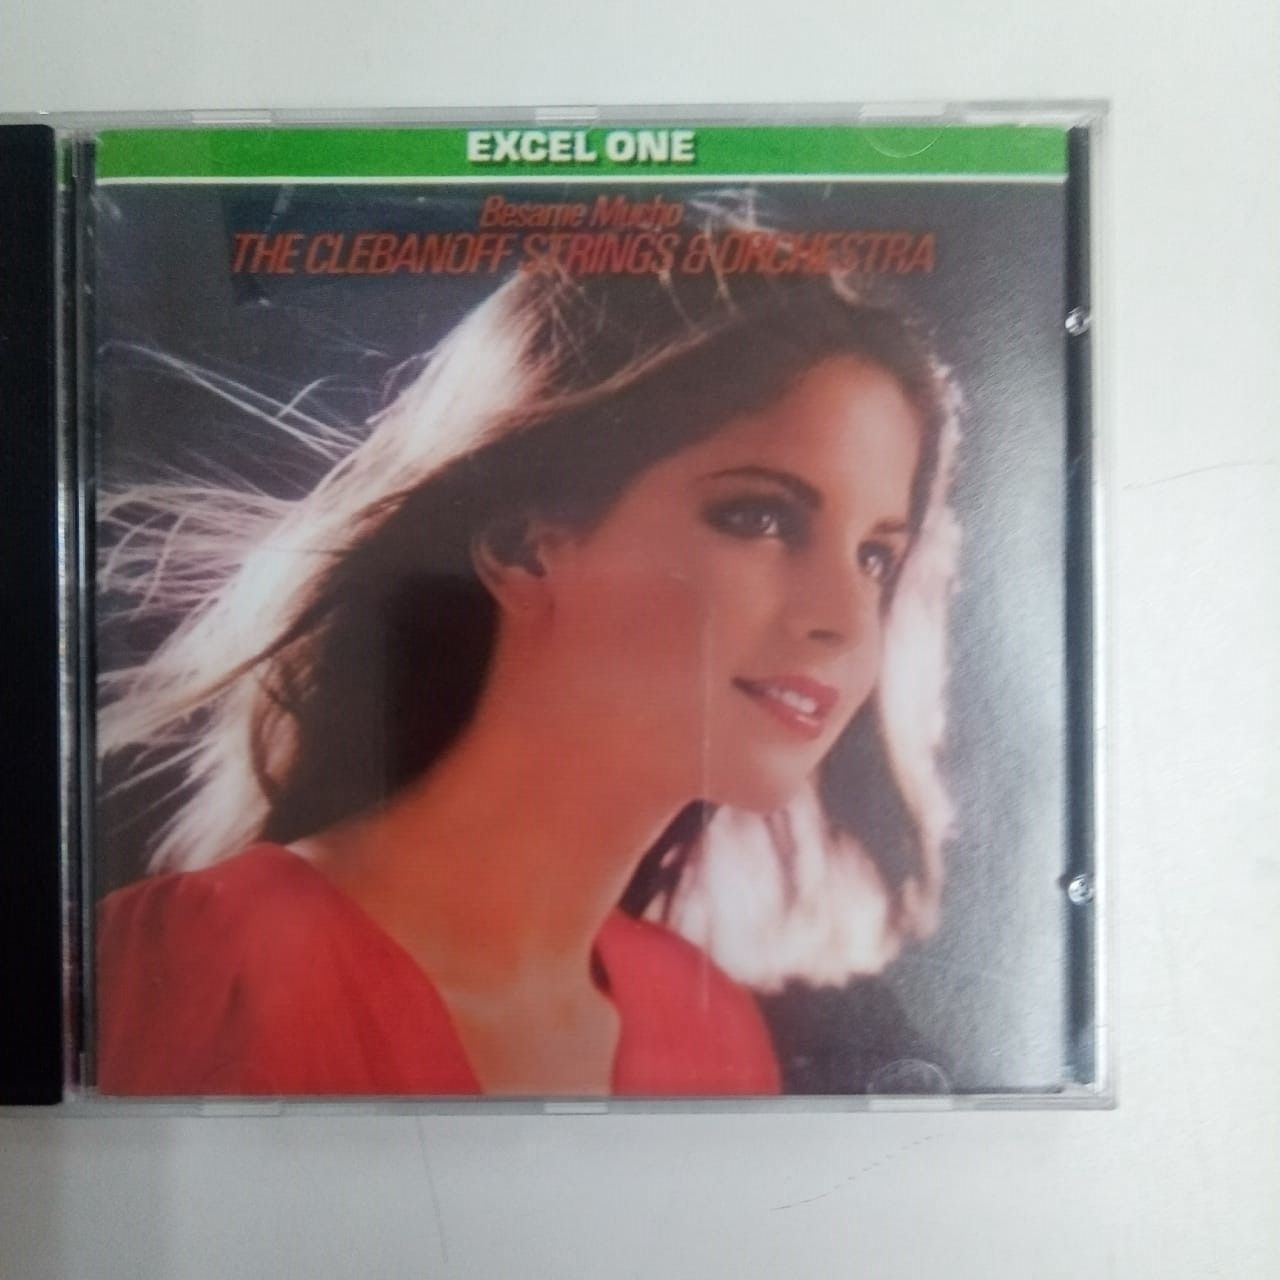 EXCEL ONE
Besame Mucho
THE CLEBANOFF STRINGS & ORCHESTRA